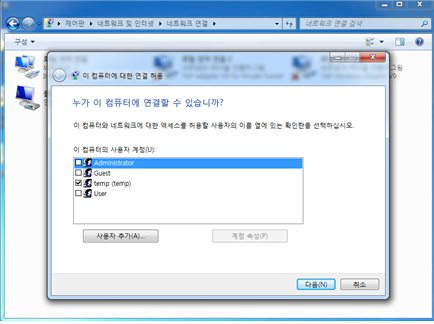 제어판 ▸ 네트워크 및 인터넷 ▸ 네트워크 연결 ▸
네트워크 연결 검색
구성
이 컴퓨터에 대한 연결 허용
누가 이 컴퓨터에 연결할 수 있습니까?
이 컴퓨터와 네트워크에 대한 액세스를 허용할 사용자의 이름 옆에 있는 확인란을 선택하십시오.
이 컴퓨터의 사용자 계정(U):
Administrator
Guest
temp (temp)
User
사용자 추가(A)...
계정 속성(P)
다음(N)
취소